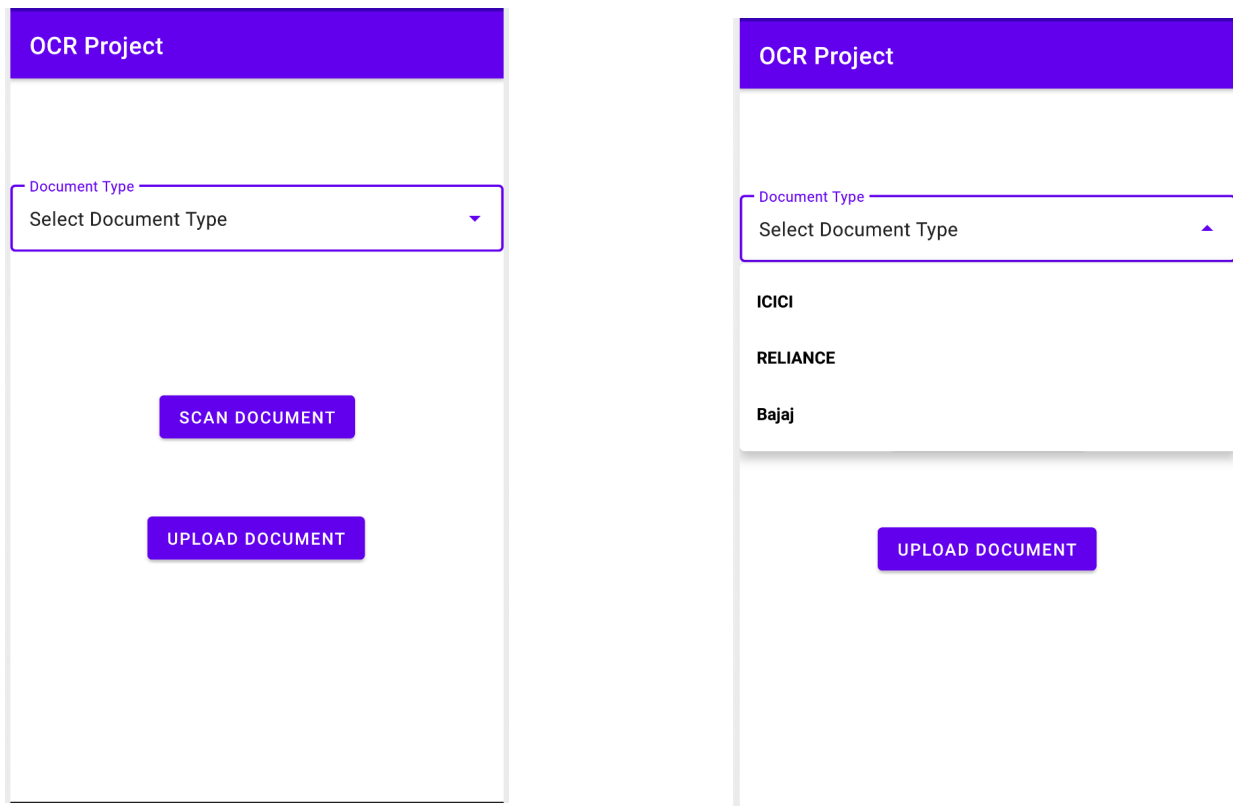 OCR Project
Document Type
Select Document Type
SCAN DOCUMENT
UPLOAD DOCUMENT
OCR Project
Document Type
Select Document Type
ICICI
RELIANCE
Bajaj
UPLOAD DOCUMENT